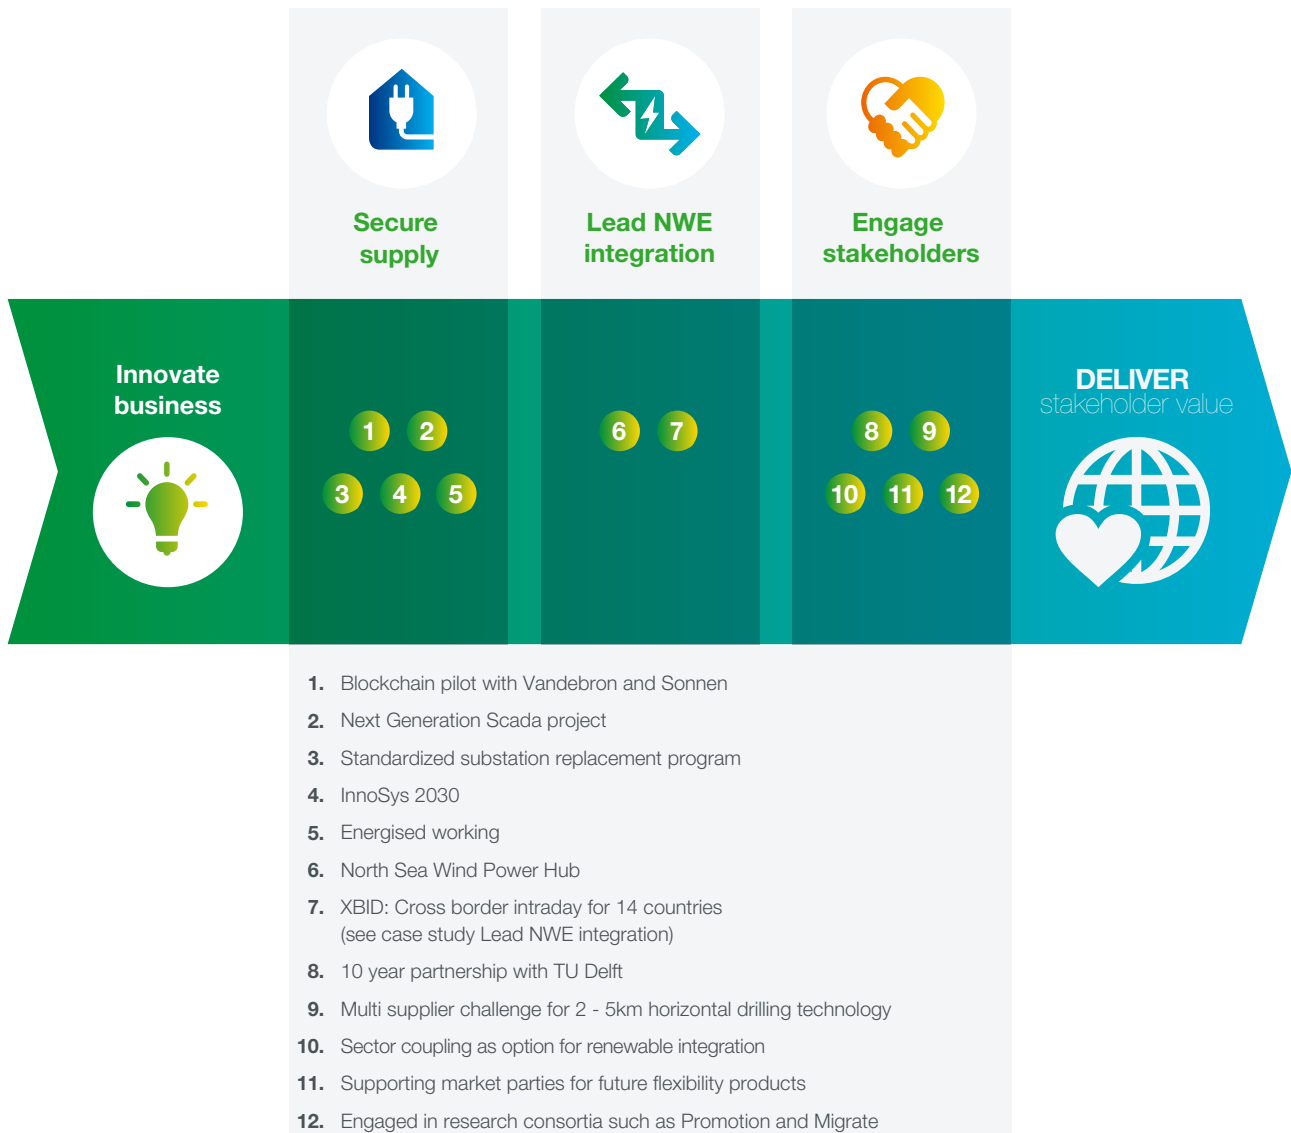 Secure
supply
Lead NWE
integration
Engage
stakeholders
Innovate
business
1 2
3 4 5
6 7
8 9
10 11 12
DELIVER
stakeholder value
1. Blockchain pilot with Vandebron and Sonnen
2. Next Generation Scada project
3. Standardized substation replacement program
4. InnoSys 2030
5. Energised working
6. North Sea Wind Power Hub
7. XBID: Cross border intraday for 14 countries
(see case study Lead NWE integration)
8. 10 year partnership with TU Delft
9. Multi supplier challenge for 2 - 5km horizontal drilling technology
10. Sector coupling as option for renewable integration
11. Supporting market parties for future flexibility products
12. Engaged in research consortia such as Promotion and Migrate